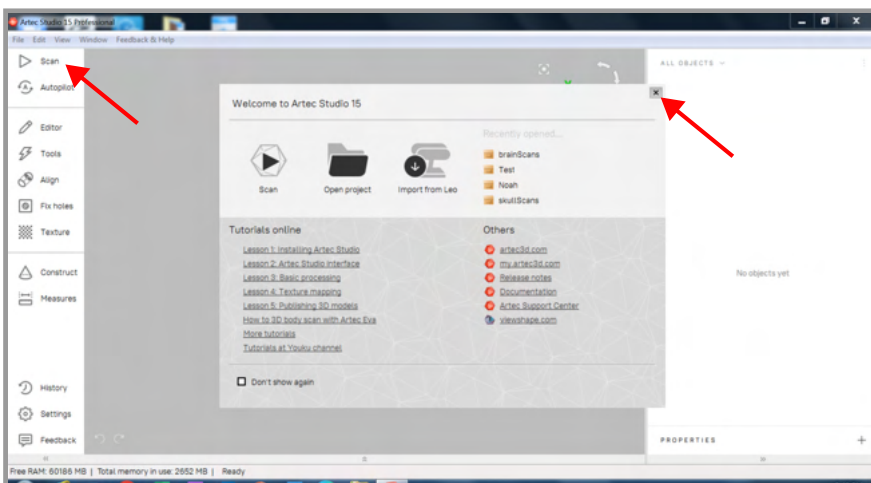 Artec Studio 15 Professional
File Edit View Window Feedback & Help
Scan
Autopilot
Editor
Tools
Align
Fix holes
Texture
Construct
Measures
History
Settings
Feedback
Welcome to Artec Studio 15
Scan
Open project
Import from Leo
Recently opened...
brainScans
Test
Noah
skullScans
Tutorials online
Lesson 1: Installing Artec Studio
Lesson 2: Artec Studio interface
Lesson 3: Basic processing
Lesson 4: Texture mapping
Lesson 5: Publishing 3D models
How to 3D body scan with Artec Eva
More tutorials
Tutorials at Youku channel
Others
artec3d.com
my.artec3d.com
Release notes
Documentation
Artec Support Center
viewshape.com
Don't show again
ALL OBJECTS
No objects yet
PROPERTIES
Free RAM: 60186 MB | Total memory in use: 2652 MB | Ready